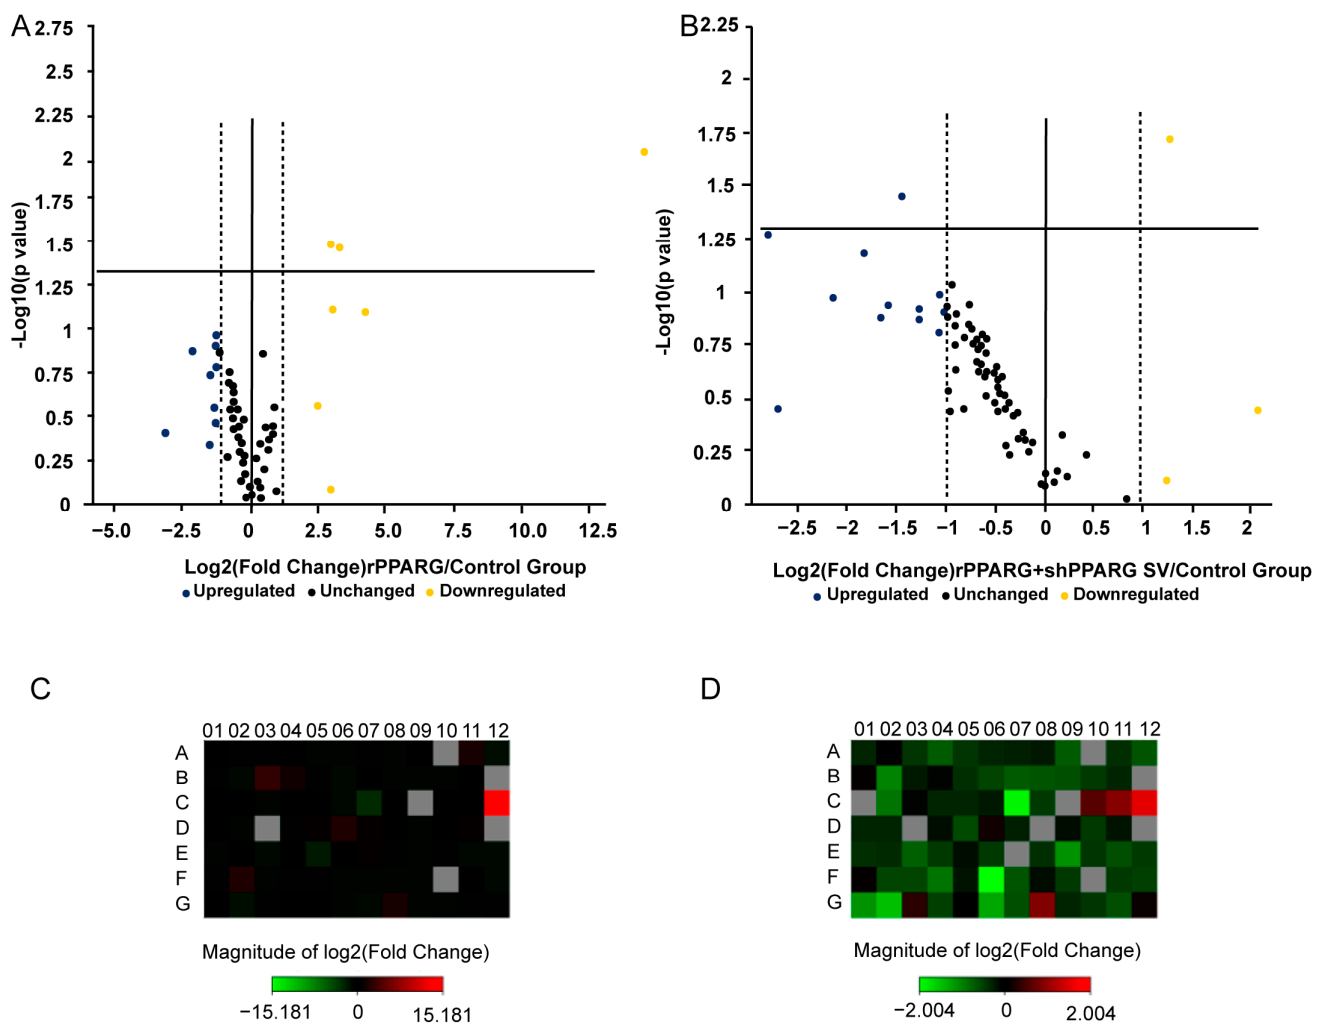 A
2.75
2.5
2.25
2
1.75
1.5
1.25
1
0.75
0.5
0.25
0
-Log10(p value)
−5.0 −2.5 0 2.5 5.0 7.5 10.0 12.5
Log2(Fold Change)rPPARG/Control Group
Upregulated Unchanged Downregulated
B
2.25
2
1.75
1.5
1.25
1
0.75
0.5
0.25
0
-Log10(p value)
−2.5 −2 −1.5 −1 -0.5 0 0.5 1 1.5 2
Log2(Fold Change)rPPARG+shPPARG SV/Control Group
Upregulated Unchanged Downregulated
C
01 02 03 04 05 06 07 08 09 10 11 12
A
B
C
D
E
F
G
Magnitude of log2(Fold Change)
−15.181 0 15.181
D
01 02 03 04 05 06 07 08 09 10 11 12
A
B
C
D
E
F
G
Magnitude of log2(Fold Change)
−2.004 0 2.004